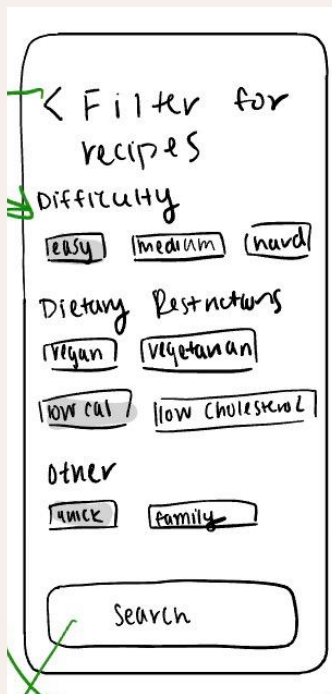 < Filter for
recipes
Difficulty
easy medium hard
Dietary Restrictions
vegan vegetarian
low cal low cholesterol
other
quick family
Search